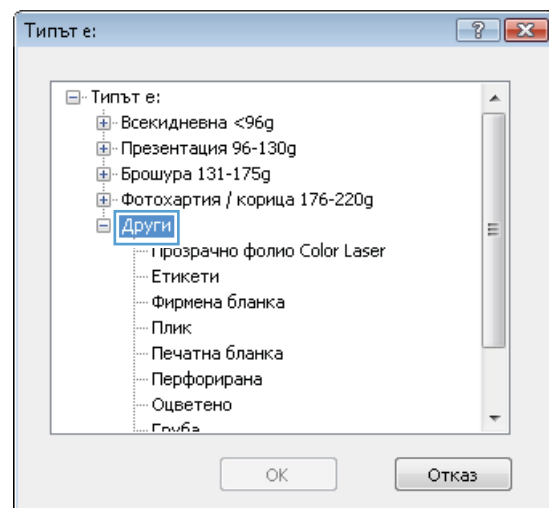 Типът е:
Типът е:
Всекидневна <96g
Презентация 96-130g
Брошура 131-175g
Фотохартия / корица 176-220g
Други
Прозрачно фолио Color Laser
Етикети
Фирмена бланка
Плик
Печатна бланка
Перфорирана
Оцветено
Груба
OK
Отказ